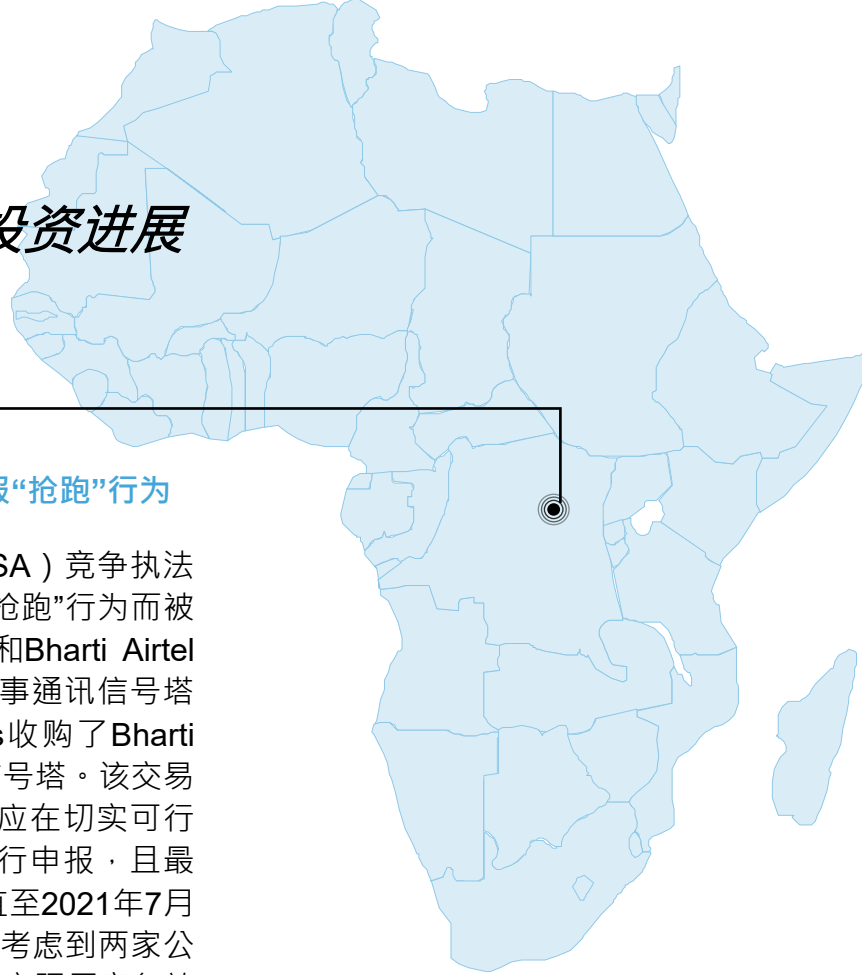 投资进展
报“抢跑”行为
SA）竞争执法
抢跑”行为而被
和Bharti Airtel
事通讯信号塔
s收购了Bharti
信号塔。该交易
应在切实可行
行申报，且最
直至2021年7月
考虑到两家公